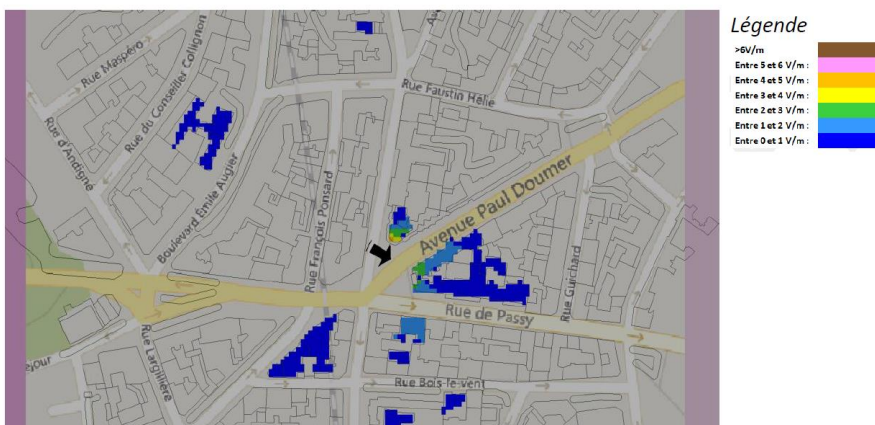 Légende
>6V/m
Entre 5 et 6 V/m :
Entre 4 et 5 V/m :
Entre 3 et 4 V/m :
Entre 2 et 3 V/m :
Entre 1 et 2 V/m :
Entre 0 et 1 V/m :
Rue Maspéro
Rue du Conseiller Collignon
Rue d'Andigné
Boulevard Émile Augier
Rue François Ponsard
Ave
Rue Faustin Hélie
Avenue Paul Doumer
Rue Guichard
Rue de Passy
Rue Largillière
éjour
Rue Bois-le-Vent